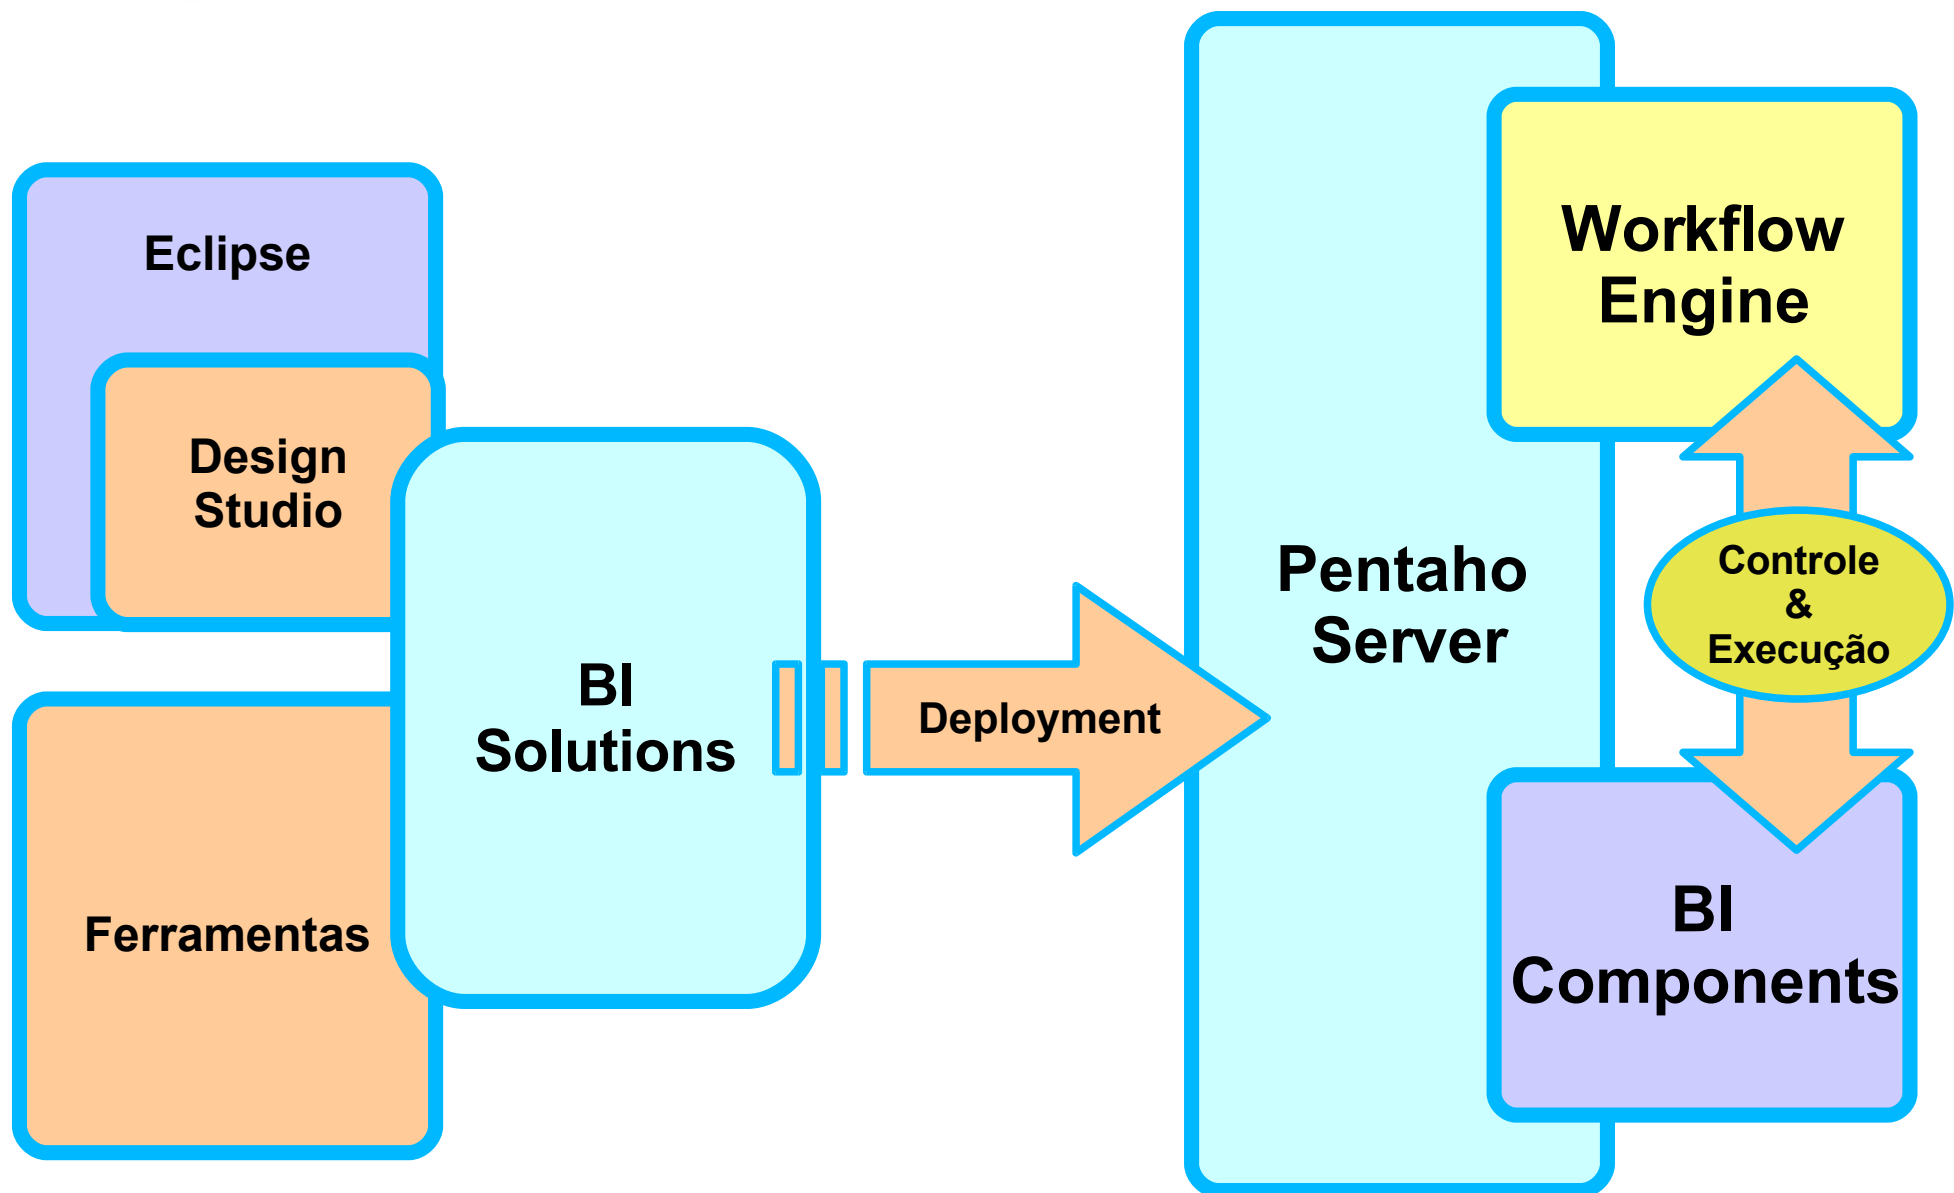 Eclipse
Design
Studio
Ferramentas
BI
Solutions
Deployment
Pentaho
Server
Workflow
Engine
Controle
&
Execução
BI
Components